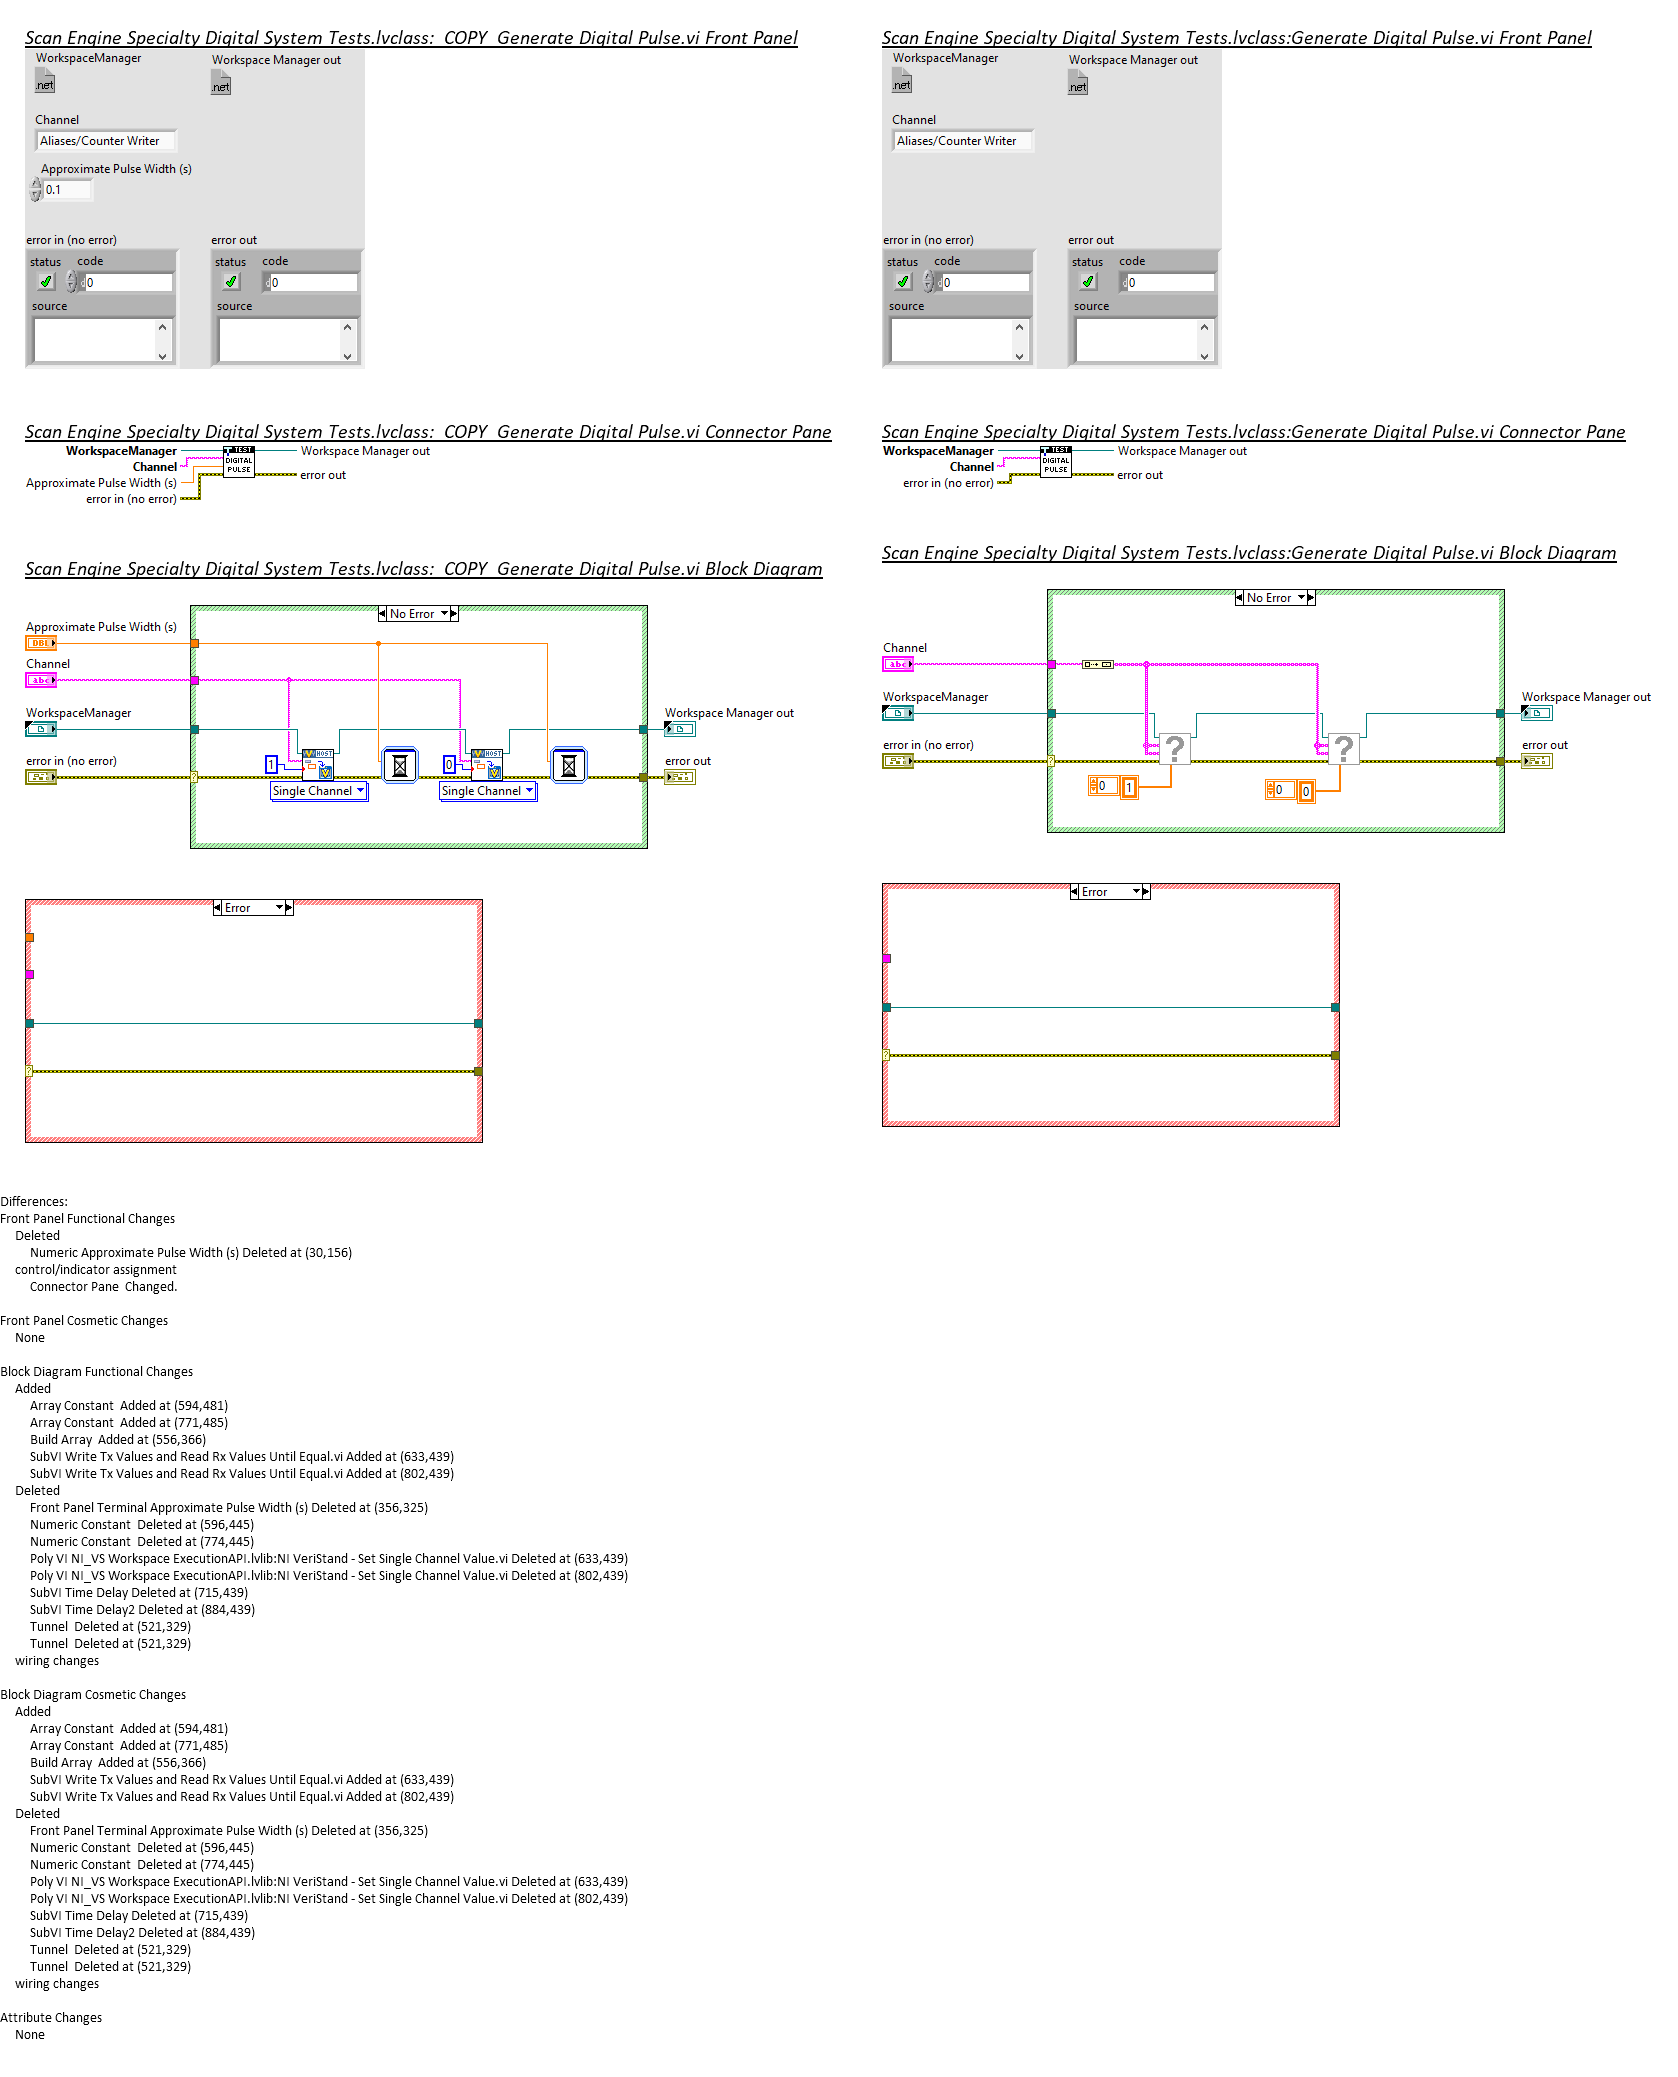 Scan Engine Specialty Digital System Tests.lvclass:  COPY  Generate Digital Pulse.vi Front Panel
WorkspaceManager
Workspace Manager out
.net
.net
Channel
Aliases/Counter Writer
Approximate Pulse Width (s)
0.1
error in (no error)
error out
status
code
status
code
d0
d0
source
source
Scan Engine Specialty Digital System Tests.lvclass:Generate Digital Pulse.vi Front Panel
WorkspaceManager
Workspace Manager out
.net
.net
Channel
Aliases/Counter Writer
error in (no error)
error out
status
code
status
code
d0
d0
source
source
Scan Engine Specialty Digital System Tests.lvclass:  COPY  Generate Digital Pulse.vi Connector Pane
WorkspaceManager
Channel
Approximate Pulse Width (s)
error in (no error)
TEST
DIGITAL
PULSE
Workspace Manager out
error out
Scan Engine Specialty Digital System Tests.lvclass:Generate Digital Pulse.vi Connector Pane
WorkspaceManager
Channel
error in (no error)
TEST
DIGITAL
PULSE
Workspace Manager out
error out
Scan Engine Specialty Digital System Tests.lvclass:  COPY  Generate Digital Pulse.vi Block Diagram
No Error
Approximate Pulse Width (s)
DBL
Channel
abc
WorkspaceManager
error in (no error)
?
1
HOST
Single Channel
0
HOST
Single Channel
Workspace Manager out
error out
Error
?
Scan Engine Specialty Digital System Tests.lvclass:Generate Digital Pulse.vi Block Diagram
No Error
Channel
abc
WorkspaceManager
error in (no error)
?
?
?
0
1
0
0
Workspace Manager out
error out
Error
?
Differences:
Front Panel Functional Changes
Deleted
Numeric Approximate Pulse Width (s) Deleted at (30,156)
control/indicator assignment
Connector Pane  Changed.
Front Panel Cosmetic Changes
None
Block Diagram Functional Changes
Added
Array Constant  Added at (594,481)
Array Constant  Added at (771,485)
Build Array  Added at (556,366)
SubVI Write Tx Values and Read Rx Values Until Equal.vi Added at (633,439)
SubVI Write Tx Values and Read Rx Values Until Equal.vi Added at (802,439)
Deleted
Front Panel Terminal Approximate Pulse Width (s) Deleted at (356,325)
Numeric Constant  Deleted at (596,445)
Numeric Constant  Deleted at (774,445)
Poly VI NI_VS Workspace ExecutionAPI.lvlib:NI VeriStand - Set Single Channel Value.vi Deleted at (633,439)
Poly VI NI_VS Workspace ExecutionAPI.lvlib:NI VeriStand - Set Single Channel Value.vi Deleted at (802,439)
SubVI Time Delay Deleted at (715,439)
SubVI Time Delay2 Deleted at (884,439)
Tunnel  Deleted at (521,329)
Tunnel  Deleted at (521,329)
wiring changes
Block Diagram Cosmetic Changes
Added
Array Constant  Added at (594,481)
Array Constant  Added at (771,485)
Build Array  Added at (556,366)
SubVI Write Tx Values and Read Rx Values Until Equal.vi Added at (633,439)
SubVI Write Tx Values and Read Rx Values Until Equal.vi Added at (802,439)
Deleted
Front Panel Terminal Approximate Pulse Width (s) Deleted at (356,325)
Numeric Constant  Deleted at (596,445)
Numeric Constant  Deleted at (774,445)
Poly VI NI_VS Workspace ExecutionAPI.lvlib:NI VeriStand - Set Single Channel Value.vi Deleted at (633,439)
Poly VI NI_VS Workspace ExecutionAPI.lvlib:NI VeriStand - Set Single Channel Value.vi Deleted at (802,439)
SubVI Time Delay Deleted at (715,439)
SubVI Time Delay2 Deleted at (884,439)
Tunnel  Deleted at (521,329)
Tunnel  Deleted at (521,329)
wiring changes
Attribute Changes
None